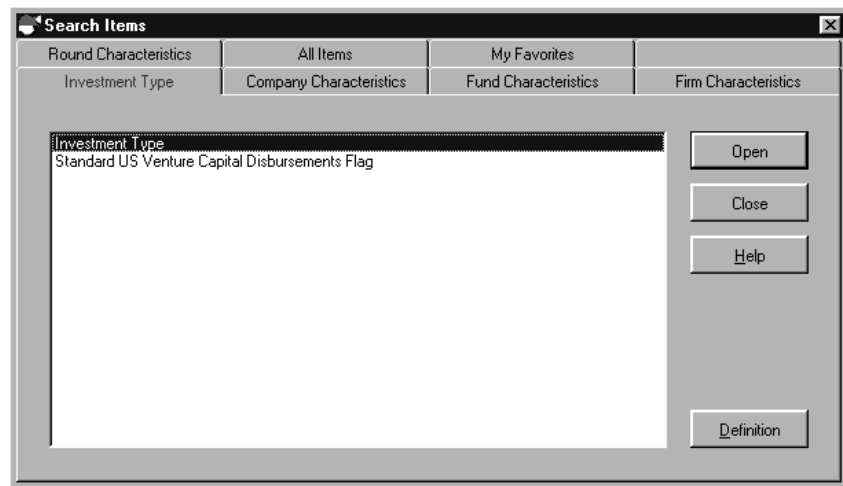 Search Items
Round Characteristics All Items My Favorites
Investment Type Company Characteristics Fund Characteristics Firm Characteristics
Investment Type
Standard US Venture Capital Disbursements Flag
Open
Close
Help
Definition